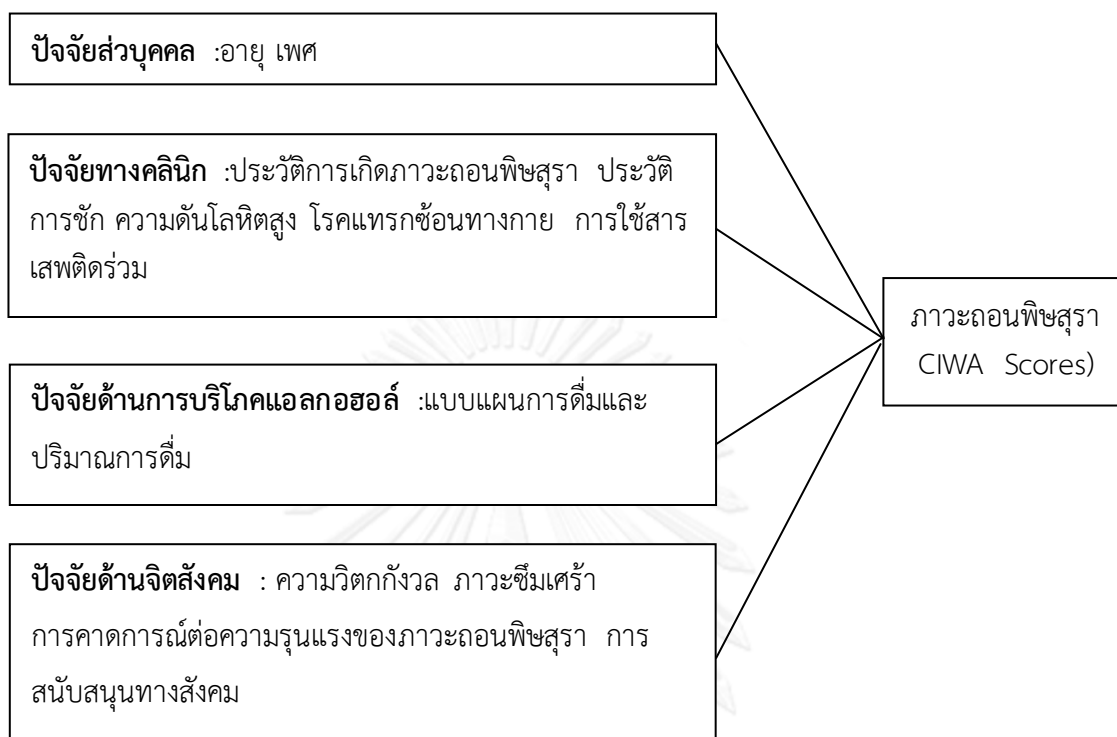 ปัจจัยส่วบุคคล :อายุ เพศ
ปัจจัยทางคลินิก :ประวัติการเกิดภาวะถอนพิษสุรา ประวัติ
การชัก ความดันโลหิตสูง โรคแทรกซ้อนทางกาย การใช้สาร
เสพติดร่วม
ปัจจัยด้านการบริโภคแอลกอฮอล์ :แบบแผนการดื่มและ
ปริมาณการดื่ม
ปัจจัยด้านจิตสังคม : ความวิตกกังวล ภาวะซึมเศร้า
การคาดการณ์ต่อความรุนแรงของภาวะถอนพิษสุรา การ
สนับสนุนทางสังคม
ภาวะถอนพิษสุรา
CIWA Scores)